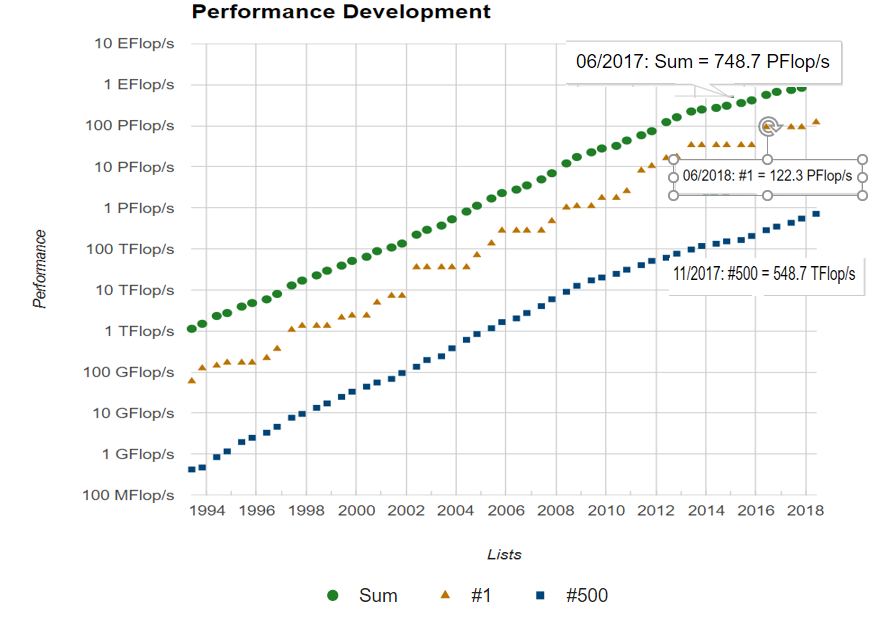 Performance Development
10 EFlop/s
1 EFlop/s
100 PFlop/s
10 PFlop/s
1 PFlop/s
100 TFlop/s
10 TFlop/s
1 TFlop/s
100 GFlop/s
10 GFlop/s
1 GFlop/s
100 MFlop/s
Performance
06/2017: Sum = 748.7 PFlop/s
06/2018: #1 = 122.3 PFlop/s
11/2017: #500 = 548.7 TFlop/s
1994 1996 1998 2000 2002 2004 2006 2008 2010 2012 2014 2016 2018
Lists
Sum #1 #500